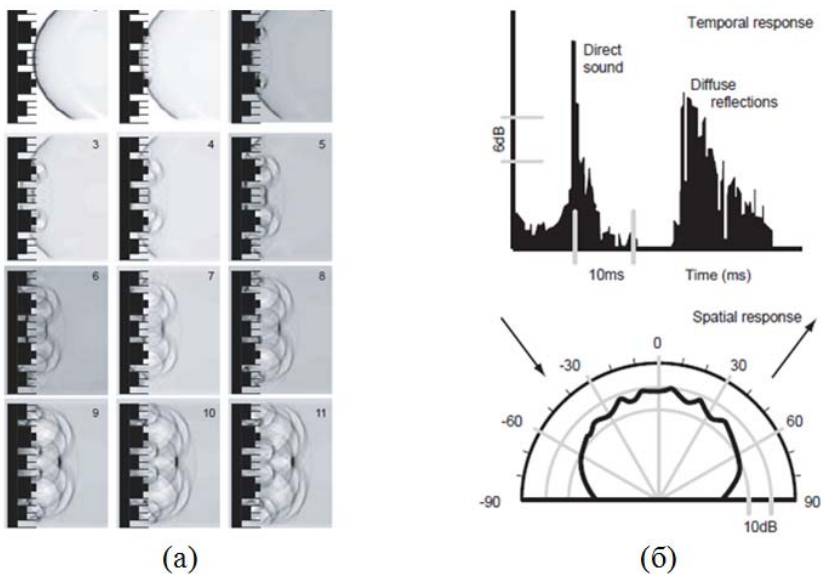 3
4
5
6
7
8
9
10
11
(а)
Temporal response
Direct
sound
Diffuse
reflections
6dB
10ms
Time (ms)
Spatial response
0
-30
30
-60
60
-90
90
10dB
(б)